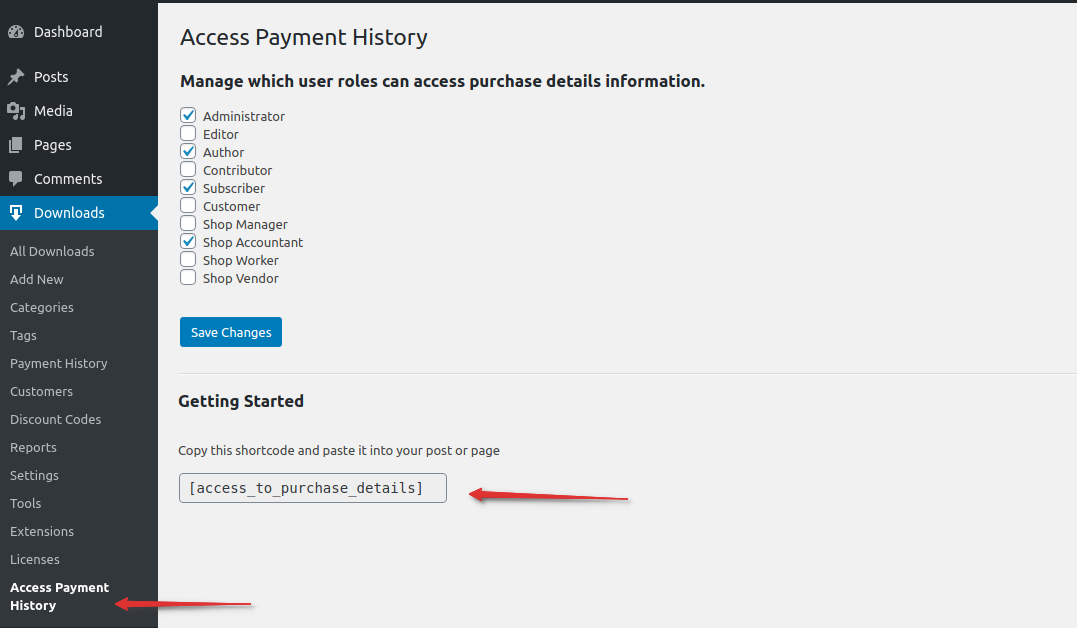 Dashboard
Posts
Media
Pages
Comments
Downloads
All Downloads
Add New
Categories
Tags
Payment History
Customers
Discount Codes
Reports
Settings
Tools
Extensions
Licenses
Access Payment
History
Access Payment History
Manage which user roles can access purchase details information.
Administrator
Editor
Author
Contributor
Subscriber
Customer
Shop Manager
Shop Accountant
Shop Worker
Shop Vendor
Save Changes
Getting Started
Copy this shortcode and paste it into your post or page
[access_to_purchase_details]